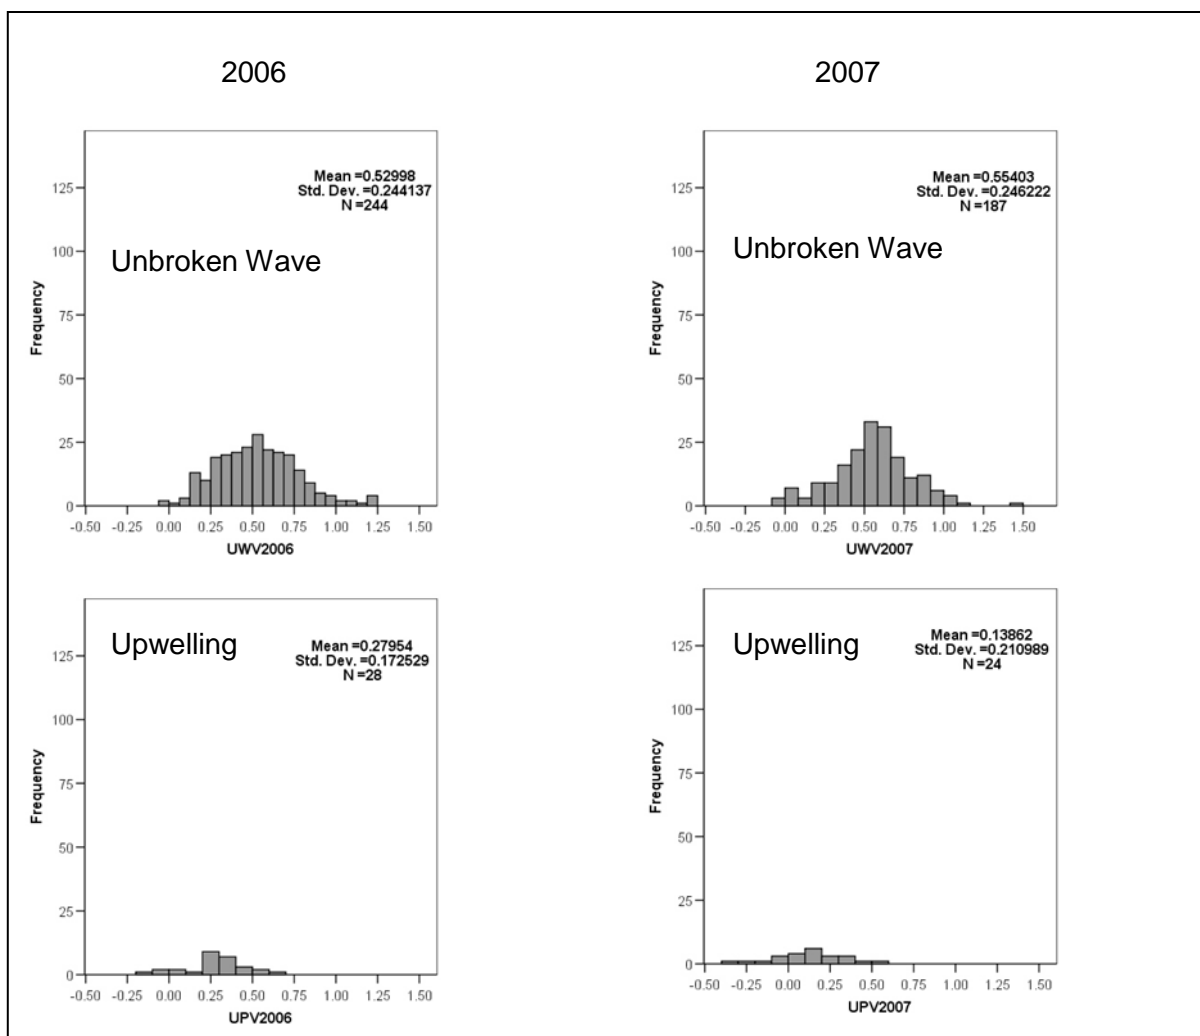 2006
2007
Mean =0.52998
Std. Dev. =0.244137
N =244
Unbroken Wave
Frequency
125
100
75
50
25
0
-0.50 -0.25 0.00 0.25 0.50 0.75 1.00 1.25 1.50
UWV2006
Mean =0.55403
Std. Dev. =0.246222
N =187
Unbroken Wave
Frequency
125
100
75
50
25
0
-0.50 -0.25 0.00 0.25 0.50 0.75 1.00 1.25 1.50
UWV2007
Upwelling
Mean =0.27954
Std. Dev. =0.172529
N =28
Frequency
125
100
75
50
25
0
-0.50 -0.25 0.00 0.25 0.50 0.75 1.00 1.25 1.50
UPV2006
Upwelling
Mean =0.13862
Std. Dev. =0.210989
N =24
Frequency
125
100
75
50
25
0
-0.50 -0.25 0.00 0.25 0.50 0.75 1.00 1.25 1.50
UPV2007